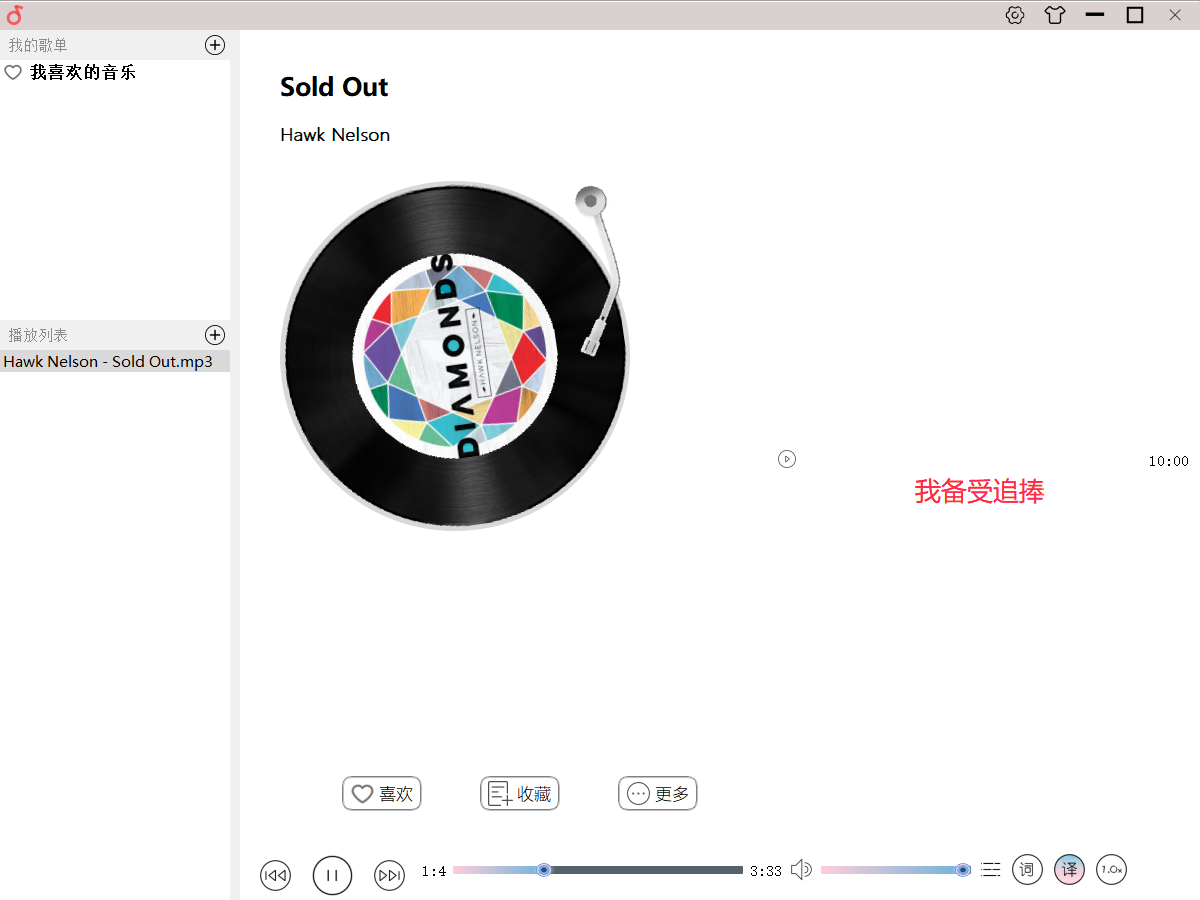 我的歌单
我喜欢的音乐
播放列表
Hawk Nelson - Sold Out.mp3
Sold Out
Hawk Nelson
DIAMONDS
HAWK NELSON
10:00
我备受追捧
喜欢
收藏
更多
1:4
3:33
词
译
1.0x